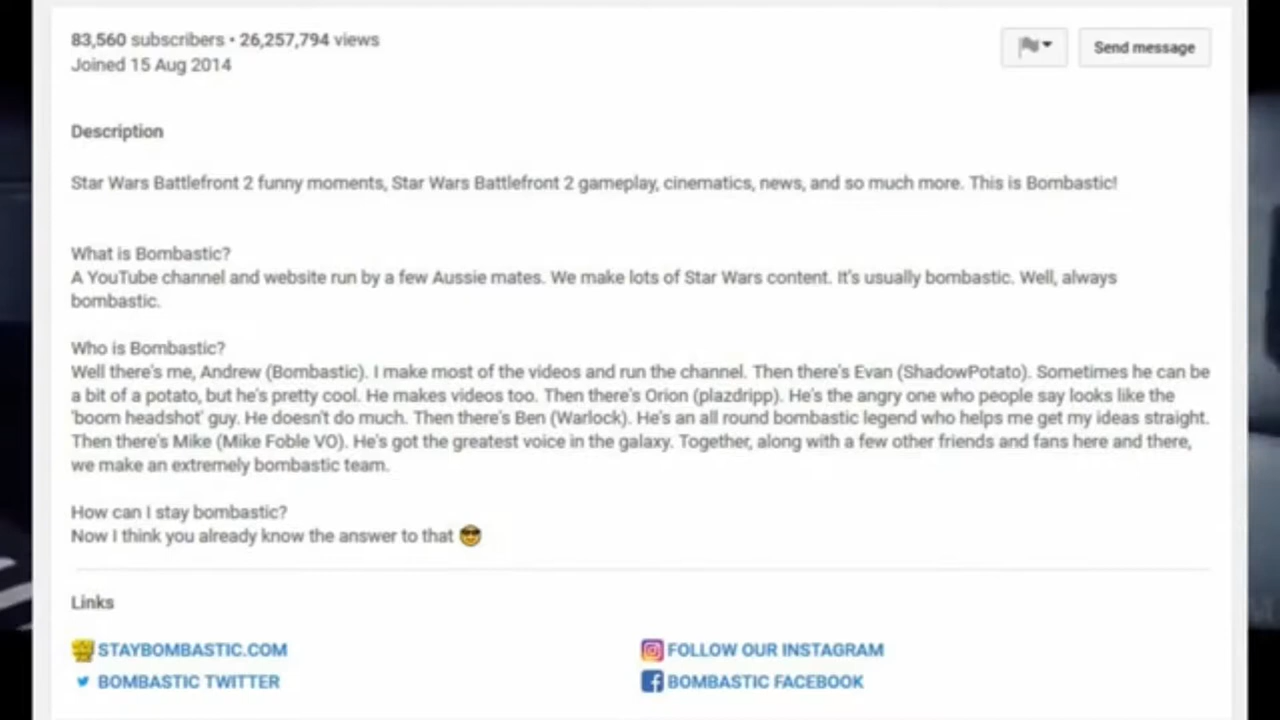 83,560 subscribers • 26,257,794 views
Joined 15 Aug 2014
Send message
Description
Star Wars Battlefront 2 funny moments, Star Wars Battlefront 2 gameplay, cinematics, news, and so much more. This is Bombastic!
What is Bombastic?
A YouTube channel and website run by a few Aussie mates. We make lots of Star Wars content. It's usually bombastic. Well, always
bombastic.
Who is Bombastic?
Well there's me, Andrew (Bombastic). I make most of the videos and run the channel. Then there's Evan (ShadowPotato). Sometimes he can be
a bit of a potato, but he's pretty cool. He makes videos too. Then there's Orion (plazdripp). He's the angry one who people say looks like the
'boom headshot' guy. He doesn't do much. Then there's Ben (Warlock). He's an all round bombastic legend who helps me get my ideas straight.
Then there's Mike (Mike Foble VO). He's got the greatest voice in the galaxy. Together, along with a few other friends and fans here and there,
we make an extremely bombastic team.
How can I stay bombastic?
Now I think you already know the answer to that 😎
Links
STAYBOMBASTIC.COM
FOLLOW OUR INSTAGRAM
BOMBASTIC TWITTER
BOMBASTIC FACEBOOK